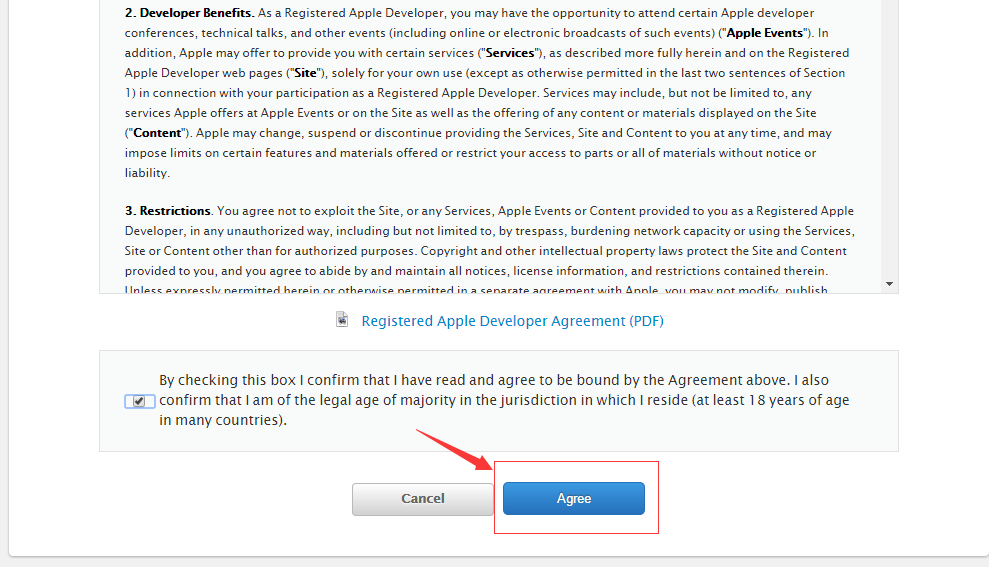 2. Developer Benefits. As a Registered Apple Developer, you may have the opportunity to attend certain Apple developer
conferences, technical talks, and other events (including online or electronic broadcasts of such events) ("Apple Events"). In
addition, Apple may offer to provide you with certain services ("Services"), as described more fully herein and on the Registered
Apple Developer web pages ("Site"), solely for your own use (except as otherwise permitted in the last two sentences of Section
1) in connection with your participation as a Registered Apple Developer. Services may include, but not be limited to, any
services Apple offers at Apple Events or on the Site as well as the offering of any content or materials displayed on the Site
("Content"). Apple may change, suspend or discontinue providing the Services, Site and Content to you at any time, and may
impose limits on certain features and materials offered or restrict your access to parts or all of materials without notice or
liability.
3. Restrictions. You agree not to exploit the Site, or any Services, Apple Events or Content provided to you as a Registered Apple
Developer, in any unauthorized way, including but not limited to, by trespass, burdening network capacity or using the Services,
Site or Content other than for authorized purposes. Copyright and other intellectual property laws protect the Site and Content
provided to you, and you agree to abide by and maintain all notices, license information, and restrictions contained therein.
Unless expressly permitted herein or otherwise permitted in a separate agreement with Apple, you may not modify, publish,
Registered Apple Developer Agreement (PDF)
By checking this box I confirm that I have read and agree to be bound by the Agreement above. I also
confirm that I am of the legal age of majority in the jurisdiction in which I reside (at least 18 years of age
in many countries).
Cancel
Agree